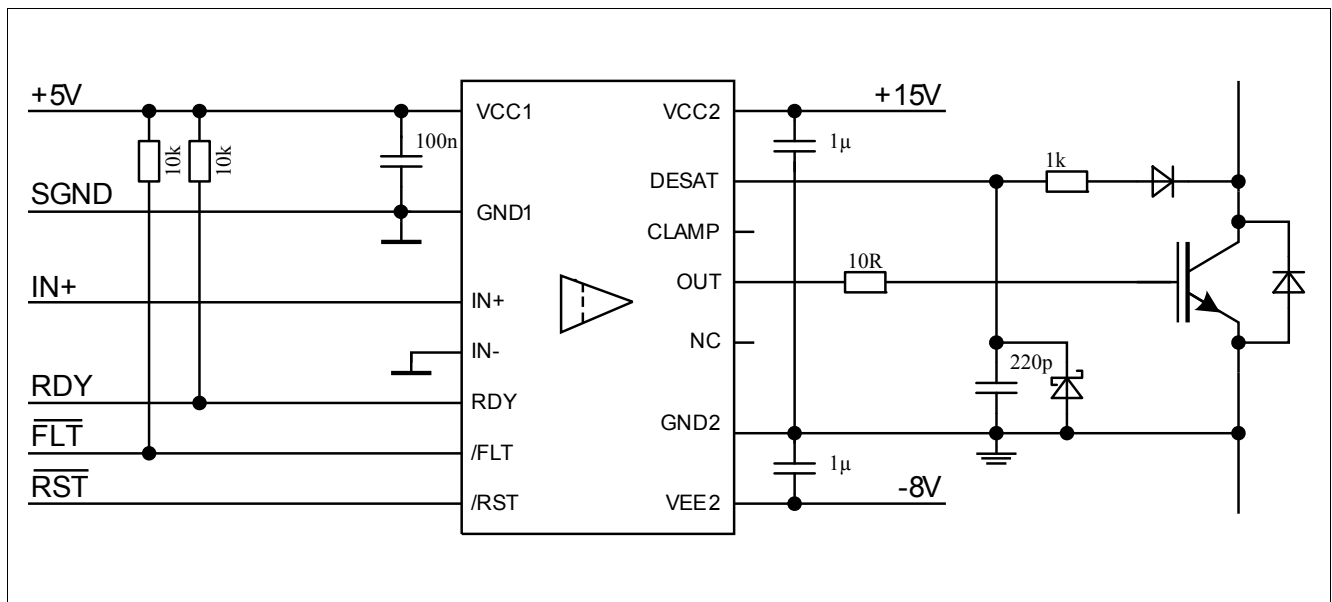 +5V
10k
10k
100n
SGND
IN+
RDY
FLT
RST
VCC1
GND1
IN+
IN-
RDY
/FLT
/RST
VCC2
DESAT
CLAMP
OUT
NC
GND2
VEE2
+15V
1µ
1k
10R
220p
1µ
-8V